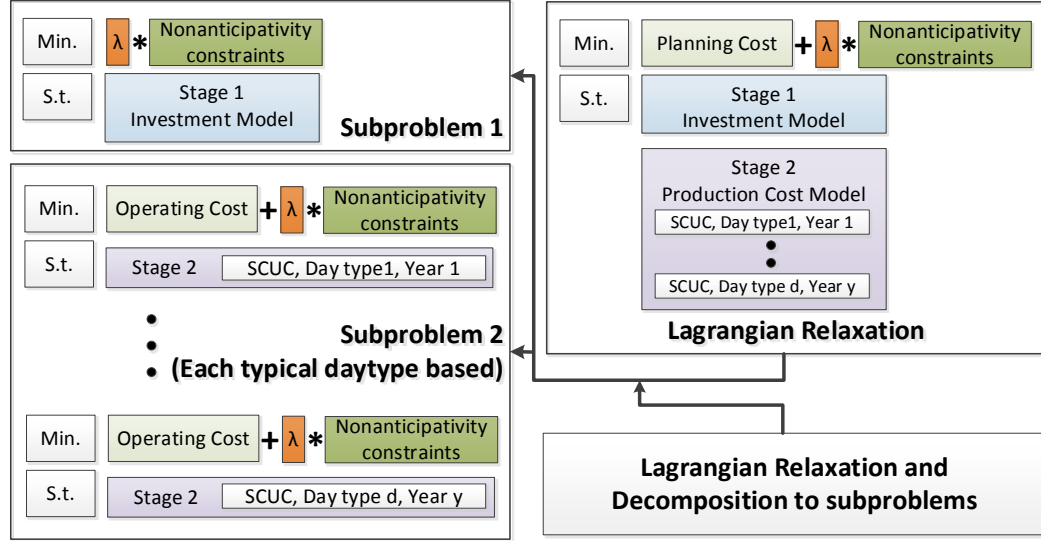 Min.
λ * Nonanticipativity
constraints
S.t.
Stage 1
Investment Model
Subproblem 1
Min.
Operating Cost + λ * Nonanticipativity
constraints
S.t.
Stage 2
SCUC, Day type1, Year 1
Subproblem 2
(Each typical daytype based)
Min.
Operating Cost + λ * Nonanticipativity
constraints
S.t.
Stage 2
SCUC, Day type d, Year y
Min.
Planning Cost + λ * Nonanticipativity
constraints
S.t.
Stage 1
Investment Model
Stage 2
Production Cost Model
SCUC, Day type1, Year 1
SCUC, Day type d, Year y
Lagrangian Relaxation
Lagrangian Relaxation and
Decomposition to subproblems